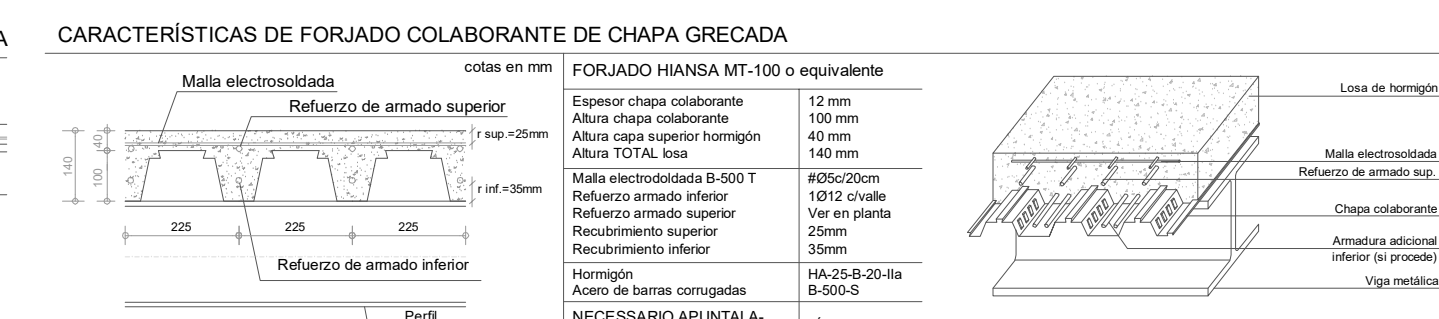 A
CARACTERÍSTICAS DE FORJADO COLABORANTE DE CHAPA GRECADA
cotas en mm
Malla electrosoldada
Refuerzo de armado superior
r sup.=25mm
40
140
100
r inf.=35mm
225 225 225
Refuerzo de armado inferior
Perfil
FORJADO HIANSA MT-100 o equivalente
Espesor chapa colaborante 12 mm
Altura chapa colaborante 100 mm
Altura capa superior hormigón 40 mm
Altura TOTAL losa 140 mm
Malla electrodoldada B-500 T #Ø5c/20cm
Refuerzo armado inferior 1Ø12 c/valle
Refuerzo armado superior Ver en planta
Recubrimiento superior 25mm
Recubrimiento inferior 35mm
Hormigón HA-25-B-20-IIa
Acero de barras corrugadas B-500-S
NECESSARIO APUNTALA-
Losa de hormigón
Malla electrosoldada
Refuerzo de armado sup.
Chapa colaborante
Armadura adicional
inferior (si procede)
Viga metálica